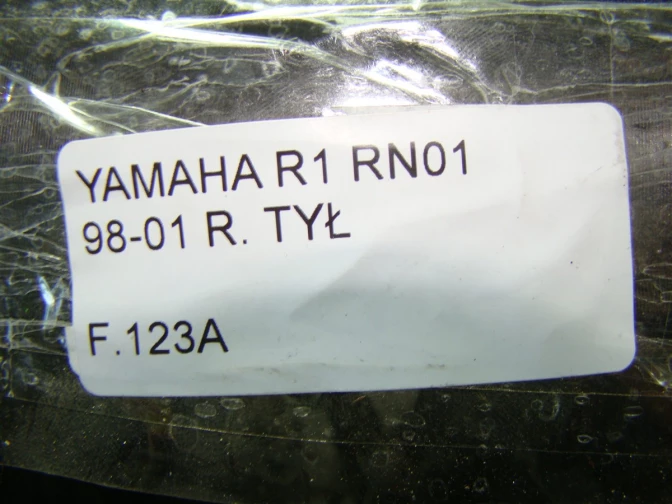 YAMAHA R1 RN01
98-01 R. TYŁ
F.123A